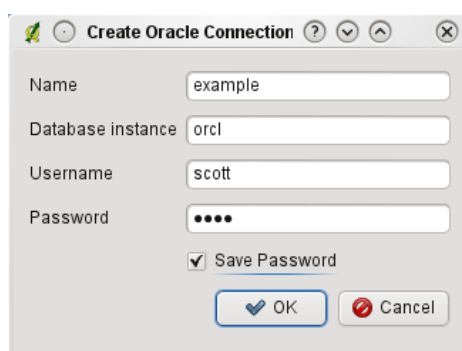 Create Oracle Connection
Name example
Database instance orcl
Username scott
Password ●●●●
Save Password
OK Cancel